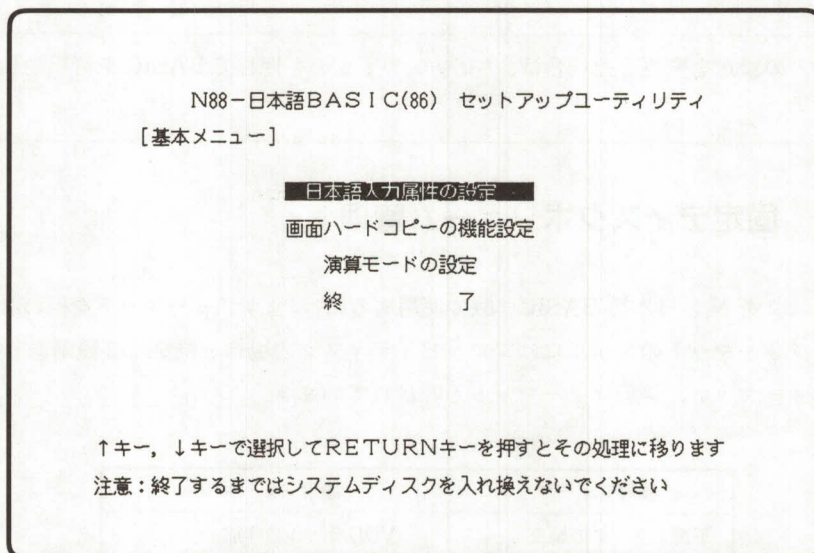 N88-日本語BASIC(86) セットアップユーティリティ
[基本メニュー]
日本語入力属性の設定
画面ハードコピーの機能設定
演算モードの設定
終 了
↑キー，↓キーで選択してRETURNキーを押すとその処理に移ります
注意：終了するまではシステムディスクを入れ換えないでください